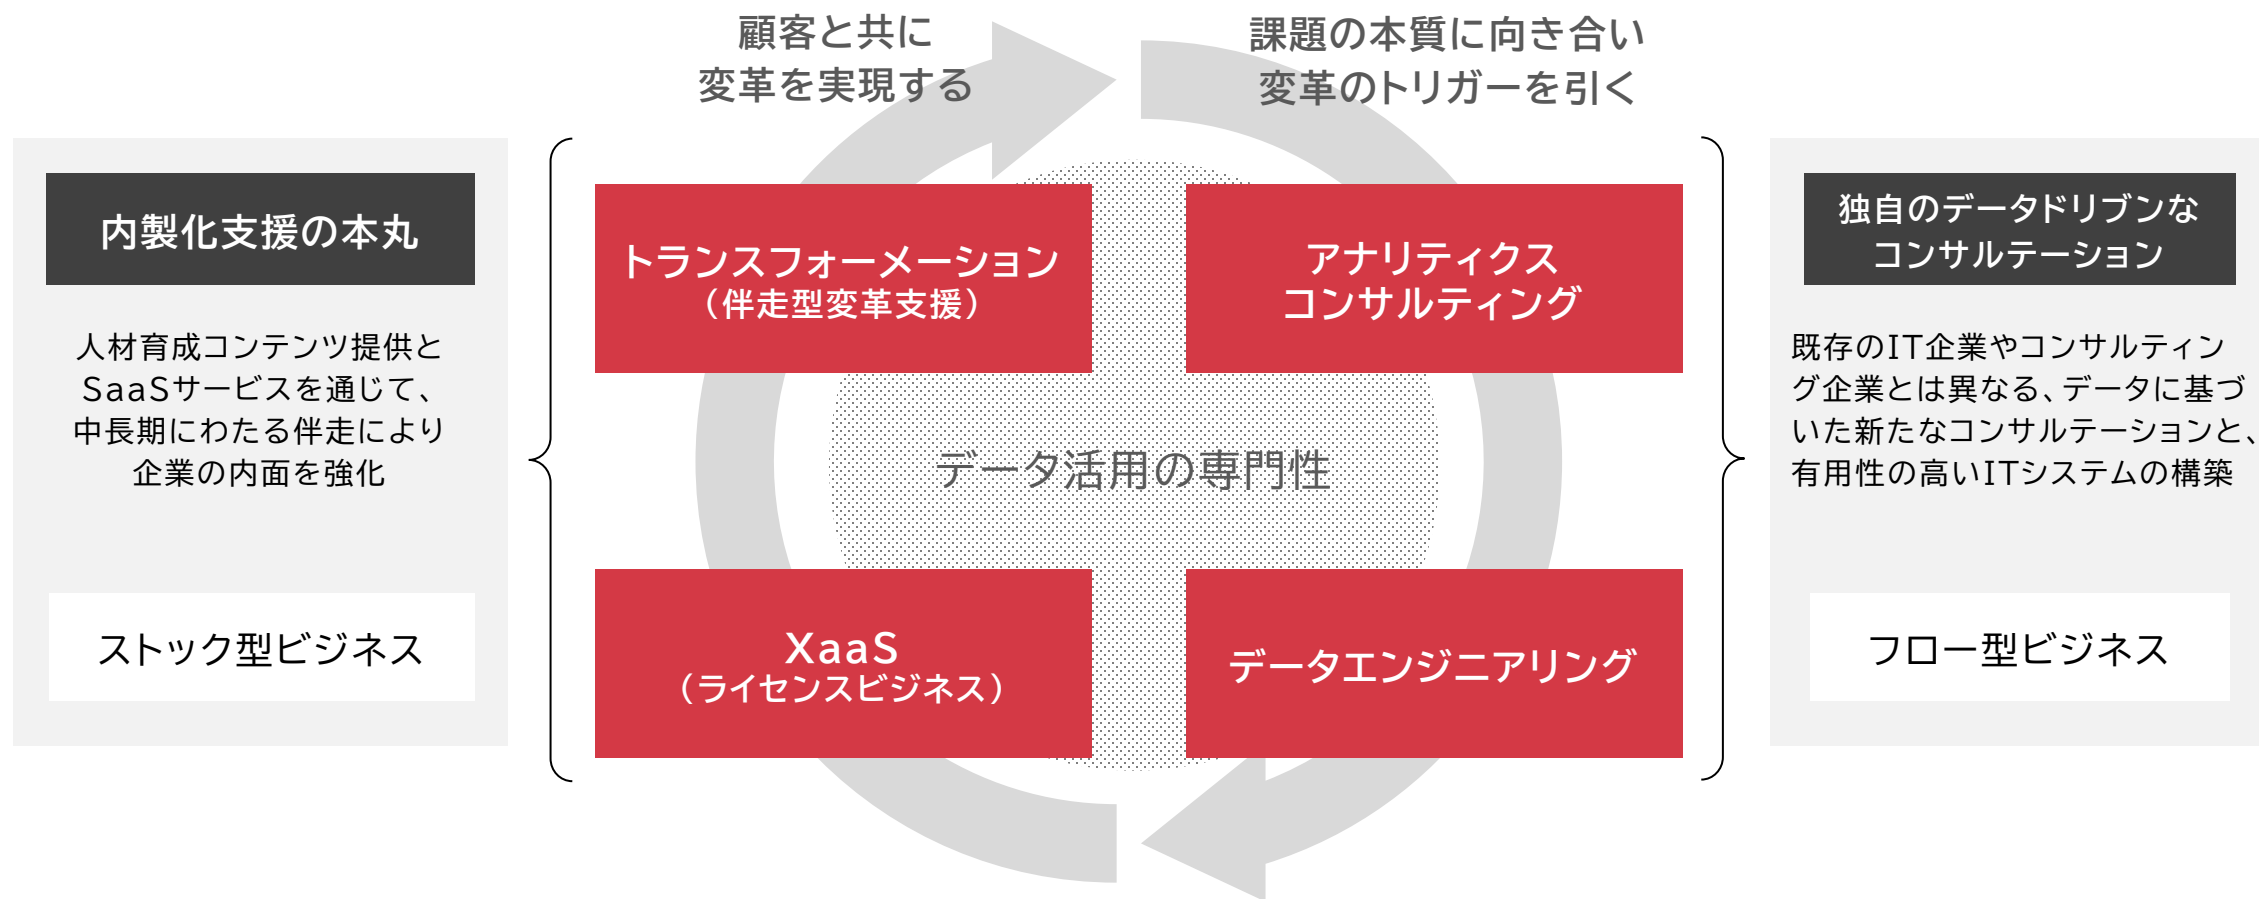 顧客と共に
変革を実現する
課題の本質に向き合い
変革のトリガーを引く
内製化支援の本丸
人材育成コンテンツ提供と
SaaSサービスを通じて、
中長期にわたる伴走により
企業の内面を強化
ストック型ビジネス
トランスフォーメーション
（伴走型変革支援）
アナリティクス
コンサルティング
データ活用の専門性
XaaS
（ライセンスビジネス）
データエンジニアリング
独自のデータドリブンな
コンサルテーション
既存のIT企業やコンサルティン
グ企業とは異なる、データに基づ
いた新たなコンサルテーションと、
有用性の高いITシステムの構築
フロー型ビジネス